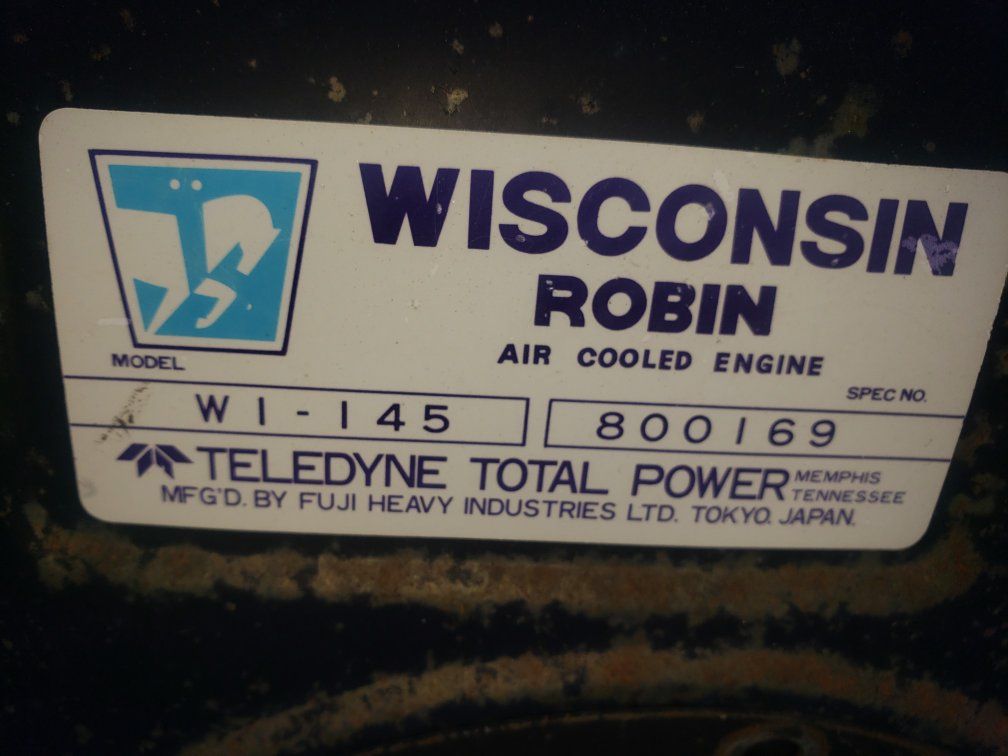 WISCONSIN
ROBIN
AIR COOLED ENGINE
MODEL
SPEC NO.
W1-145 800169
TELEDYNE TOTAL POWER MEMPHIS TENNESSEE
MFG'D. BY FUJI HEAVY INDUSTRIES LTD. TOKYO. JAPAN.